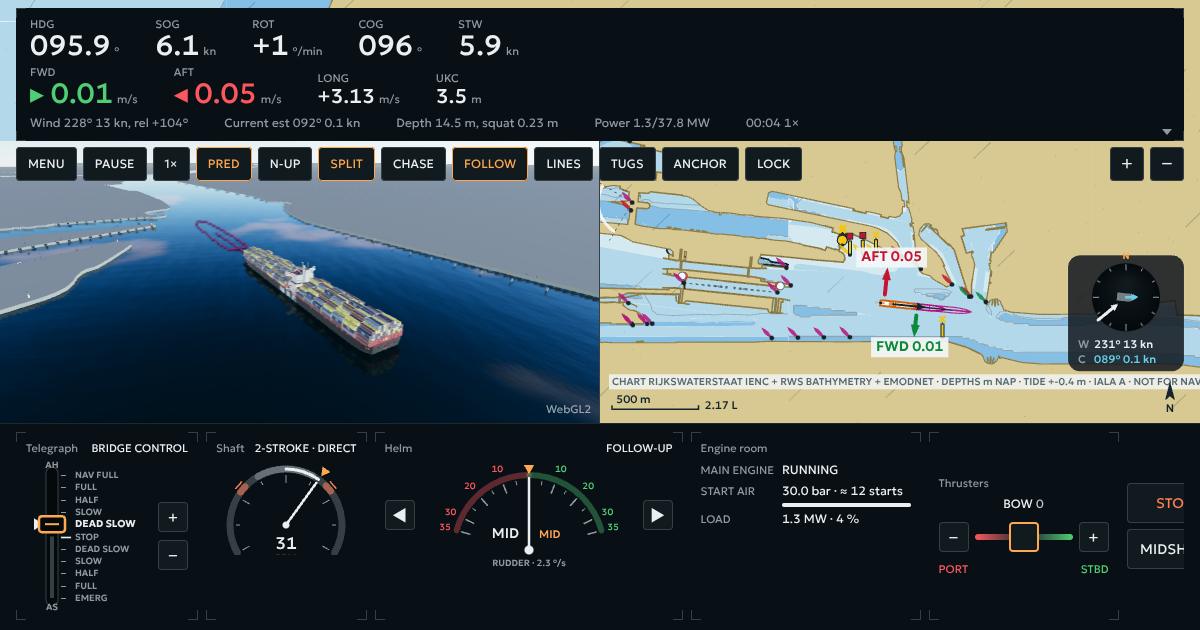 HDG SOG ROT COG STW
095.9 ° 6.1 kn +1 °/min 096 ° 5.9 kn
FWD AFT LONG UKC
▶ 0.01 m/s ◀ 0.05 m/s +3.13 m/s 3.5 m
Wind 228° 13 kn, rel +104° Current est 092° 0.1 kn Depth 14.5 m, squat 0.23 m Power 1.3/37.8 MW 00:04 1×
MENU PAUSE 1× PRED N-UP SPLIT CHASE FOLLOW LINES TUGS ANCHOR LOCK + −
AFT 0.05
FWD 0.01
N
W 231° 13 kn
C 089° 0.1 kn
CHART RIJKSWATERSTAAT IENC + RWS BATHYMETRY + EMODNET · DEPTHS m NAP · TIDE +-0.4 m · IALA A · NOT FOR NAV
500 m 2.17 L
N
WebGL2
Telegraph BRIDGE CONTROL
AH
NAV FULL
FULL
HALF
SLOW
DEAD SLOW
STOP
DEAD SLOW
SLOW
HALF
FULL
EMERG
AS
+
−
Shaft 2-STROKE · DIRECT
31
Helm FOLLOW-UP
10 10
20 20
30 30
35 35
MID MID
RUDDER · 2.3 °/s
◀ ▶
Engine room
MAIN ENGINE RUNNING
START AIR 30.0 bar · ≈ 12 starts
LOAD 1.3 MW · 4 %
Thrusters
BOW 0
− +
PORT STBD
STO
MIDSH